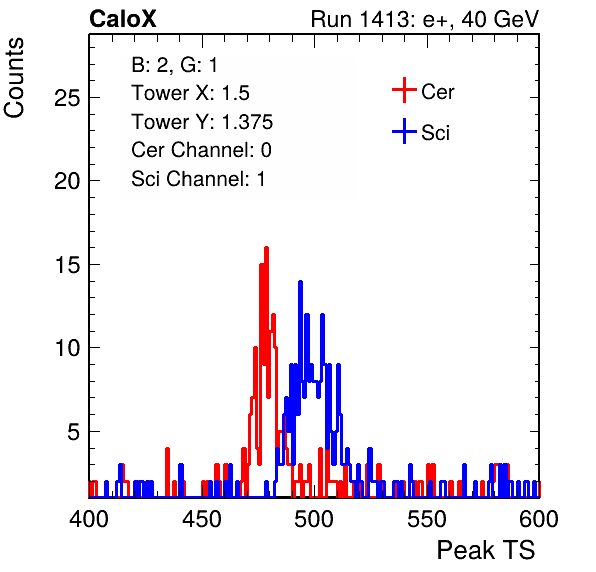 CaloX Run 1413: e+, 40 GeV
Counts
B: 2, G: 1
Tower X: 1.5
Tower Y: 1.375
Cer Channel: 0
Sci Channel: 1
Cer
Sci
25
20
15
10
5
400 450 500 550 600
Peak TS